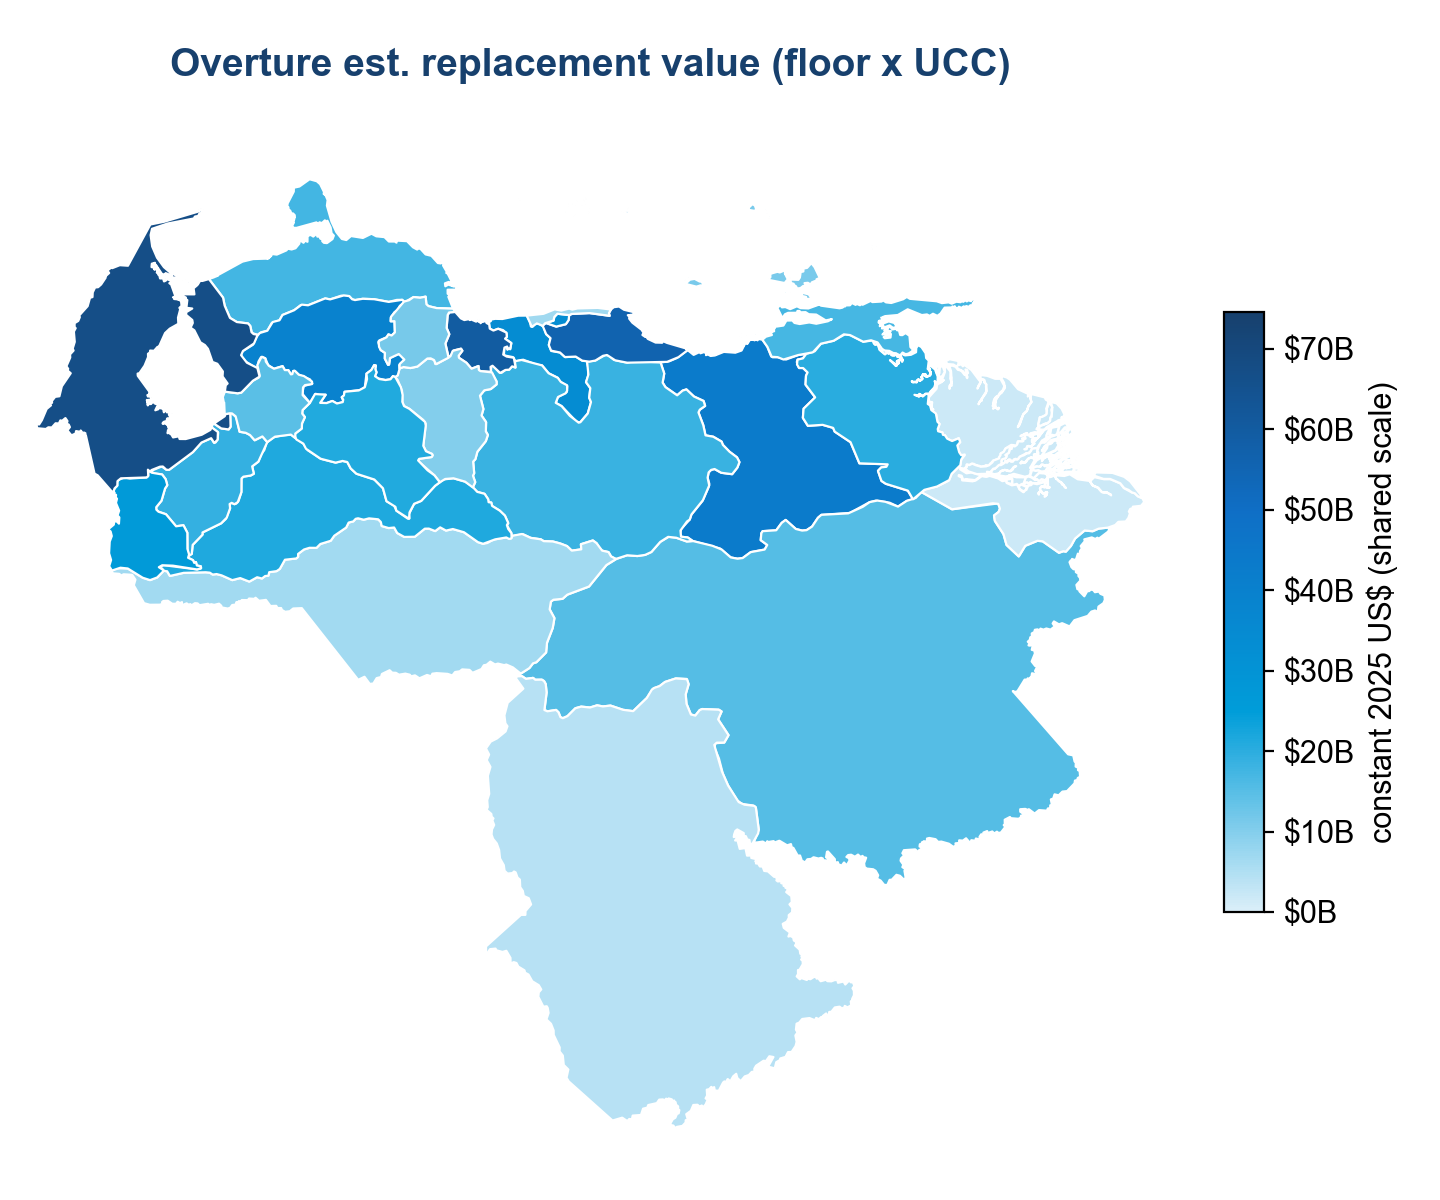 Overture est. replacement value (floor x UCC)
$70B
$60B
$50B
$40B
$30B
$20B
$10B
$0B
constant 2025 US$ (shared scale)